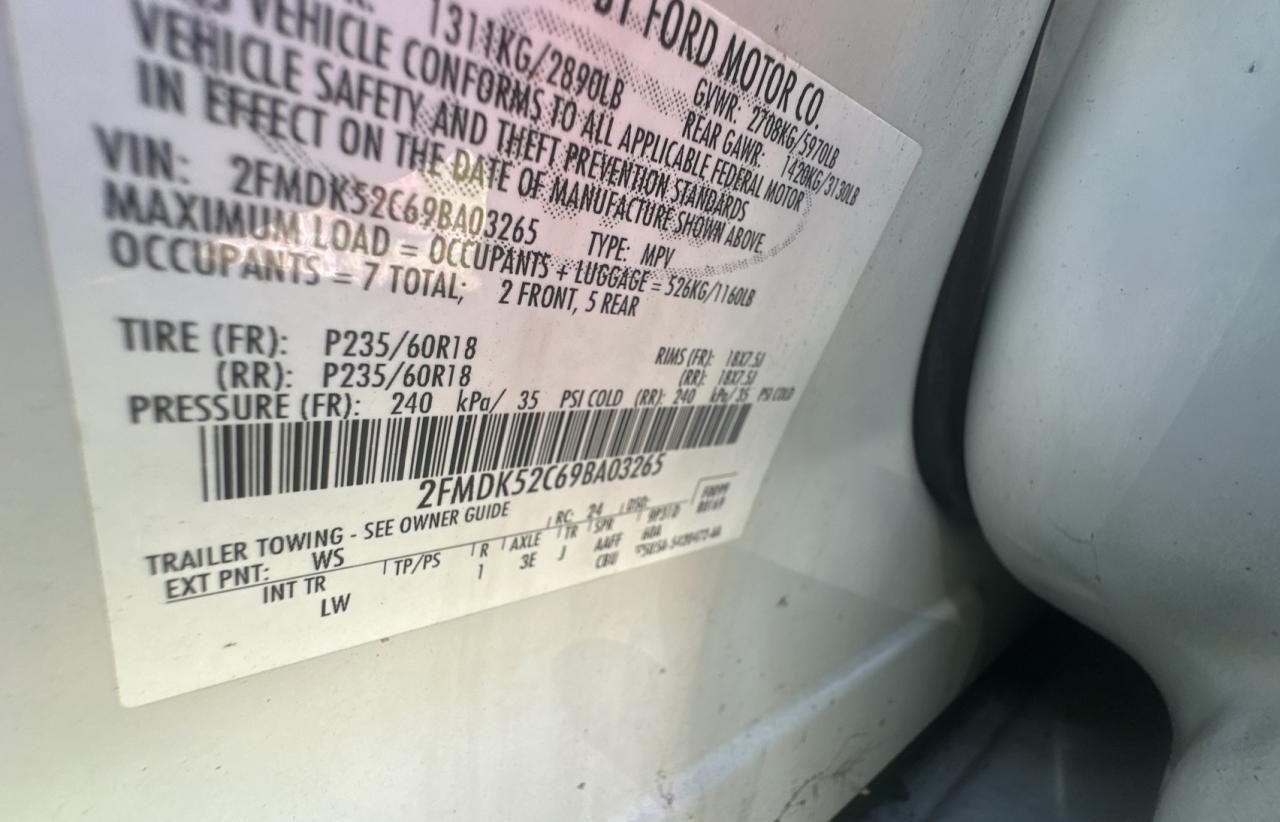 FORD MOTOR CO.
GVWR: 2708KG/5970LB
1311KG/2890LB REAR GAWR: 1420KG/3130LB
VEHICLE CONFORMS TO ALL APPLICABLE FEDERAL MOTOR
VEHICLE SAFETY AND THEFT PREVENTION STANDARDS
IN EFFECT ON THE DATE OF MANUFACTURE SHOWN ABOVE.
VIN: 2FMDK52C69BA03265 TYPE: MPV
MAXIMUM LOAD = OCCUPANTS + LUGGAGE = 526KG/1160LB
OCCUPANTS = 7 TOTAL; 2 FRONT, 5 REAR
TIRE (FR): P235/60R18 RIMS (FR): 18X7.5J
(RR): P235/60R18 (RR): 18X7.5J
PRESSURE (FR): 240 kPa/ 35 PSI COLD (RR): 240 kPa/ 35 PSI COLD
2FMDK52C69BA03265
TRAILER TOWING - SEE OWNER GUIDE
EXT PNT: WS RC: 24 DSO:
INT TR TP/PS R AXLE TR SPR
LW 1 3E J AAFF
CBU